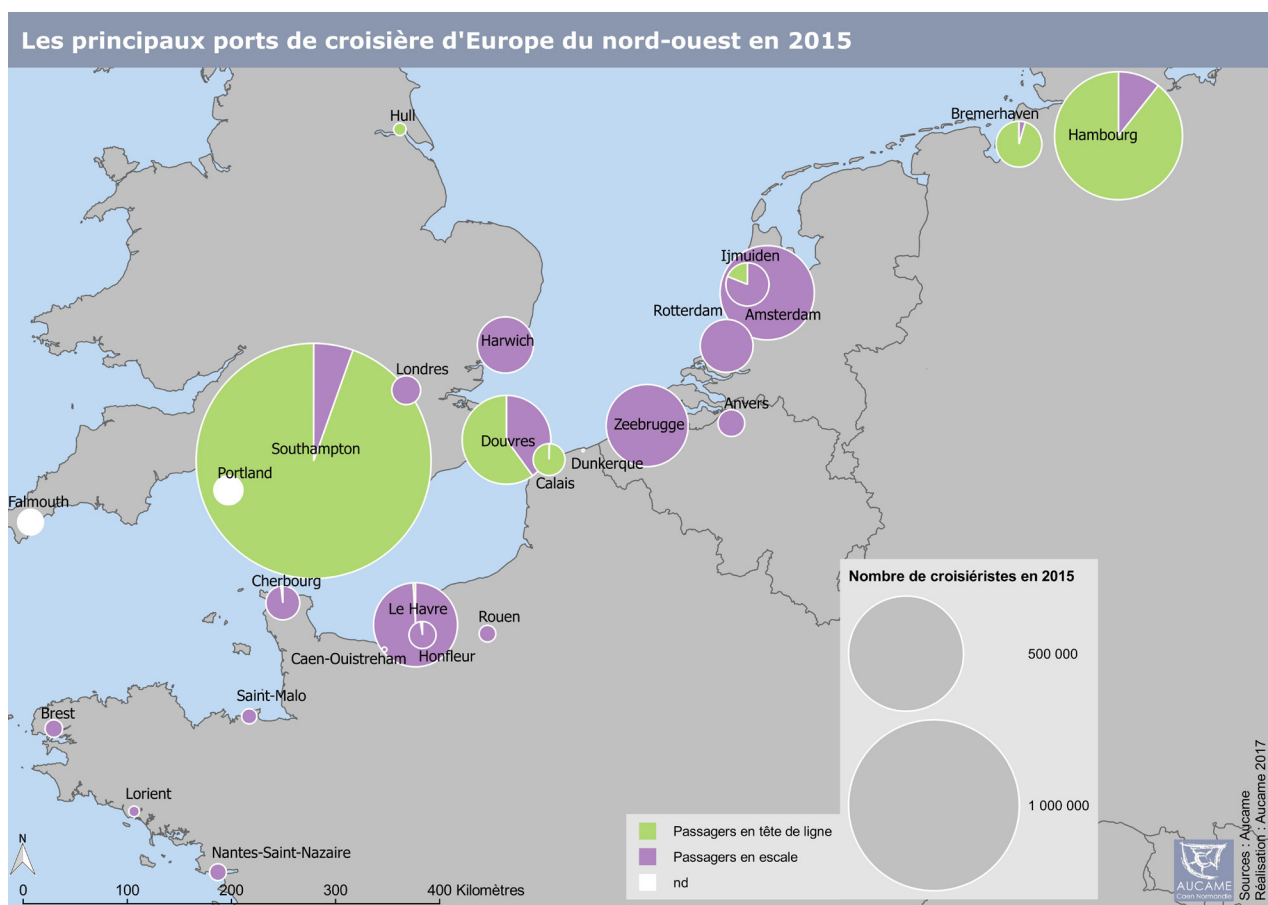 Les principaux ports de croisière d'Europe du nord-ouest en 2015
Hull
Bremerhaven
Hambourg
Ijmuiden
Rotterdam
Amsterdam
Harwich
Londres
Anvers
Zeebrugge
Douvres
Southampton
Dunkerque
Portland
Calais
Falmouth
Cherbourg
Le Havre
Rouen
Caen-Ouistreham
Honfleur
Saint-Malo
Brest
Lorient
Nantes-Saint-Nazaire
Nombre de croisiéristes en 2015
500 000
1 000 000
Passagers en tête de ligne
Passagers en escale
nd
N
0 100 200 300 400 Kilomètres
AUCAME
Caen Normandie
Sources : Aucame
Réalisation : Aucame 2017